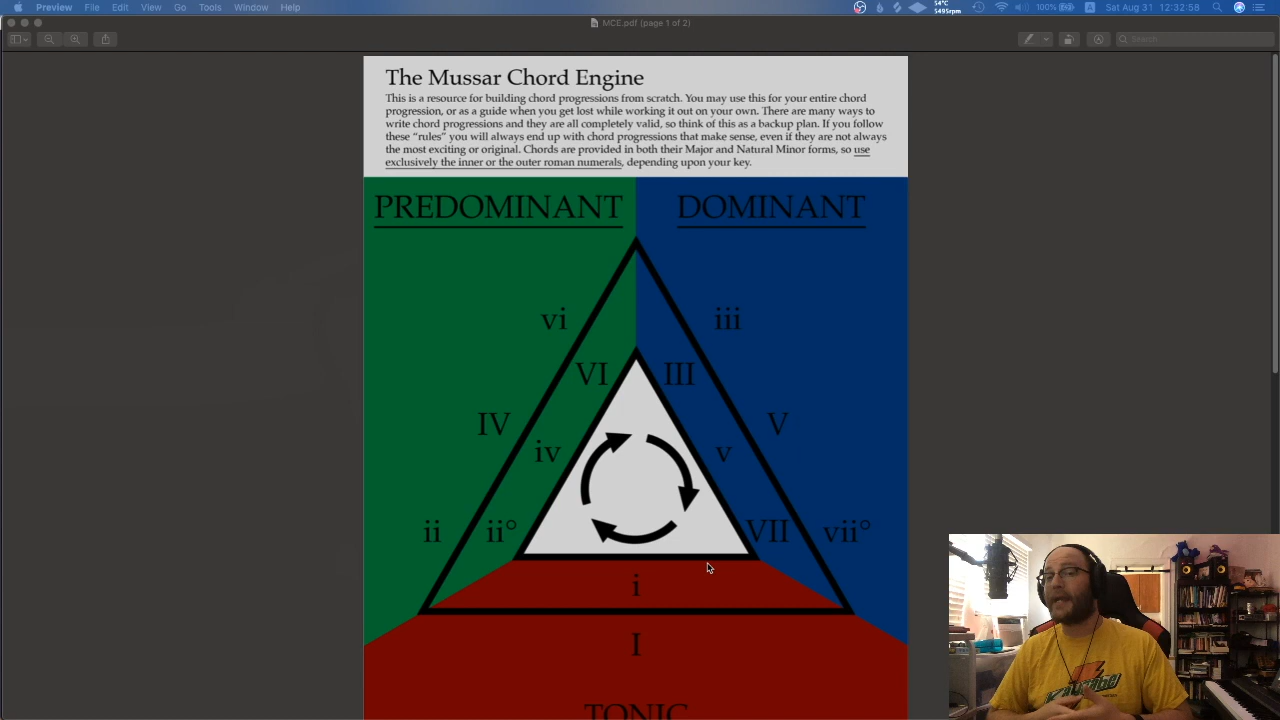 Preview File Edit View Go Tools Window Help
54°C
5495rpm
100%
A
Sat Aug 31 12:32:58
MCE.pdf (page 1 of 2)
Search
The Mussar Chord Engine
This is a resource for building chord progressions from scratch. You may use this for your entire chord
progression, or as a guide when you get lost while working it out on your own. There are many ways to
write chord progressions and they are all completely valid, so think of this as a backup plan. If you follow
these “rules” you will always end up with chord progressions that make sense, even if they are not always
the most exciting or original. Chords are provided in both their Major and Natural Minor forms, so use
exclusively the inner or the outer roman numerals, depending upon your key.
PREDOMINANT DOMINANT
vi iii
VI III
IV V
iv v
ii ii° VII vii°
i
I
TONIC